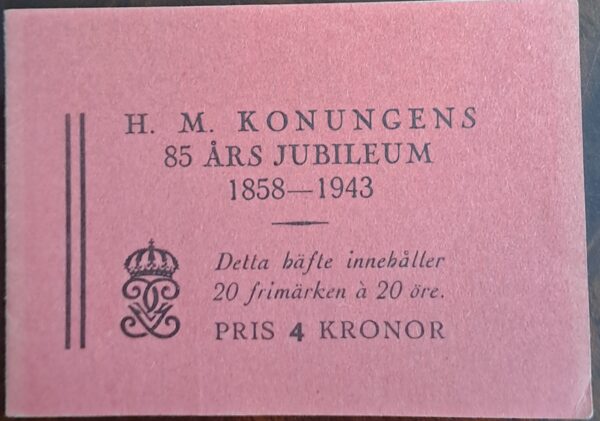 H. M. KONUNGENS
85 ÅRS JUBILEUM
1858—1943
Detta häfte innehåller
20 frimärken à 20 öre.
PRIS 4 KRONOR